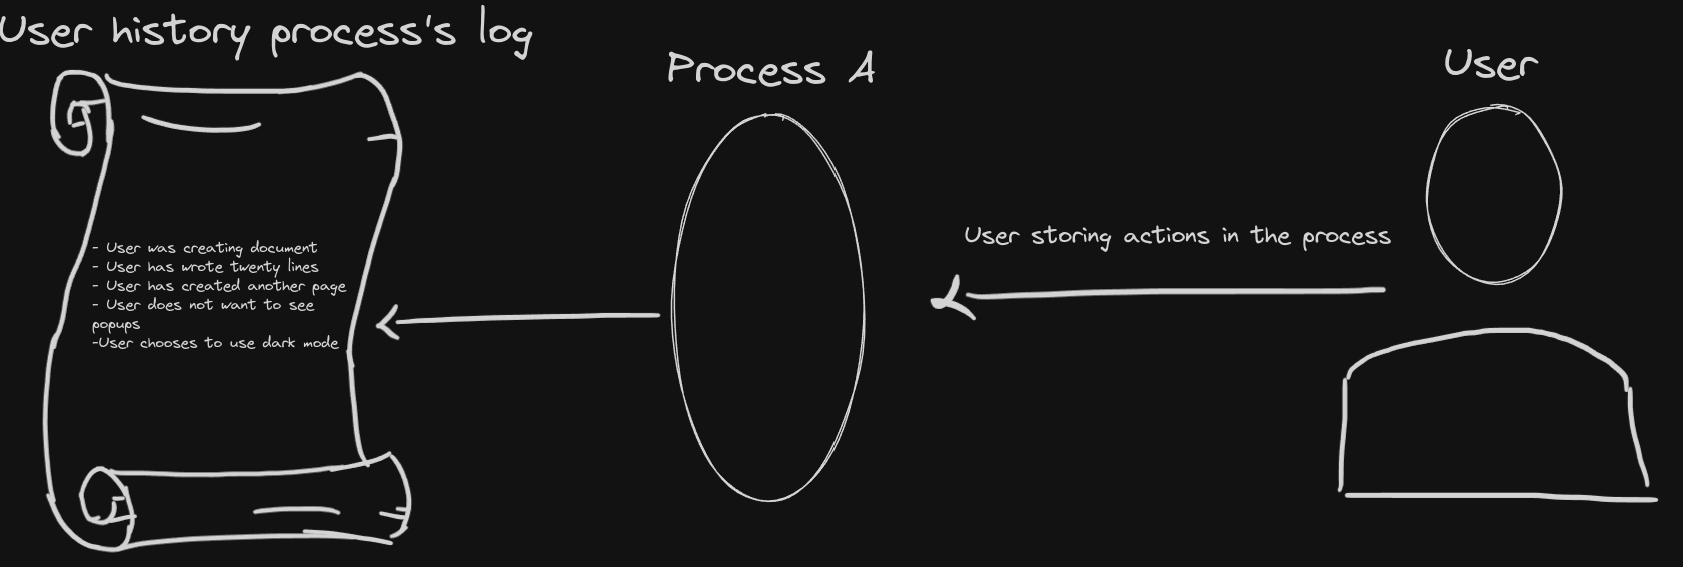 User history process's log
Process A
User
User storing actions in the process
- User was creating document
- User has wrote twenty lines
- User has created another page
- User does not want to see
popups
-User chooses to use dark mode